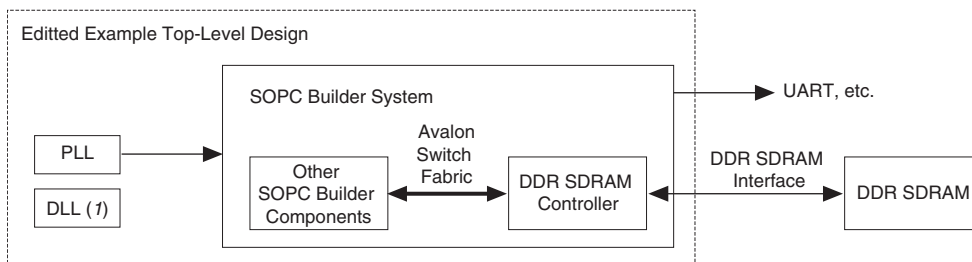 Editted Example Top-Level Design
SOPC Builder System
UART, etc.
PLL
Avalon
Switch
Fabric
DLL (1)
Other
SOPC Builder
Components
DDR SDRAM
Controller
DDR SDRAM
Interface
DDR SDRAM